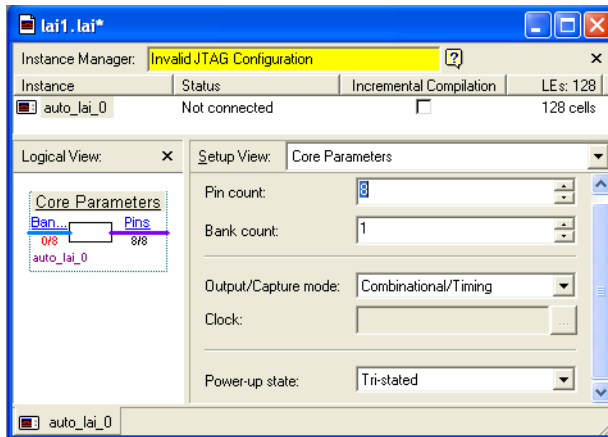 lai1.lai*
Instance Manager: Invalid JTAG Configuration
Instance Status Incremental Compilation LEs: 128
auto_lai_0 Not connected 128 cells
Logical View: Setup View: Core Parameters
Core Parameters
Ban... Pins
0/8 8/8
auto_lai_0
Pin count: 8
Bank count: 1
Output/Capture mode: Combinational/Timing
Clock: ...
Power-up state: Tri-stated
auto_lai_0